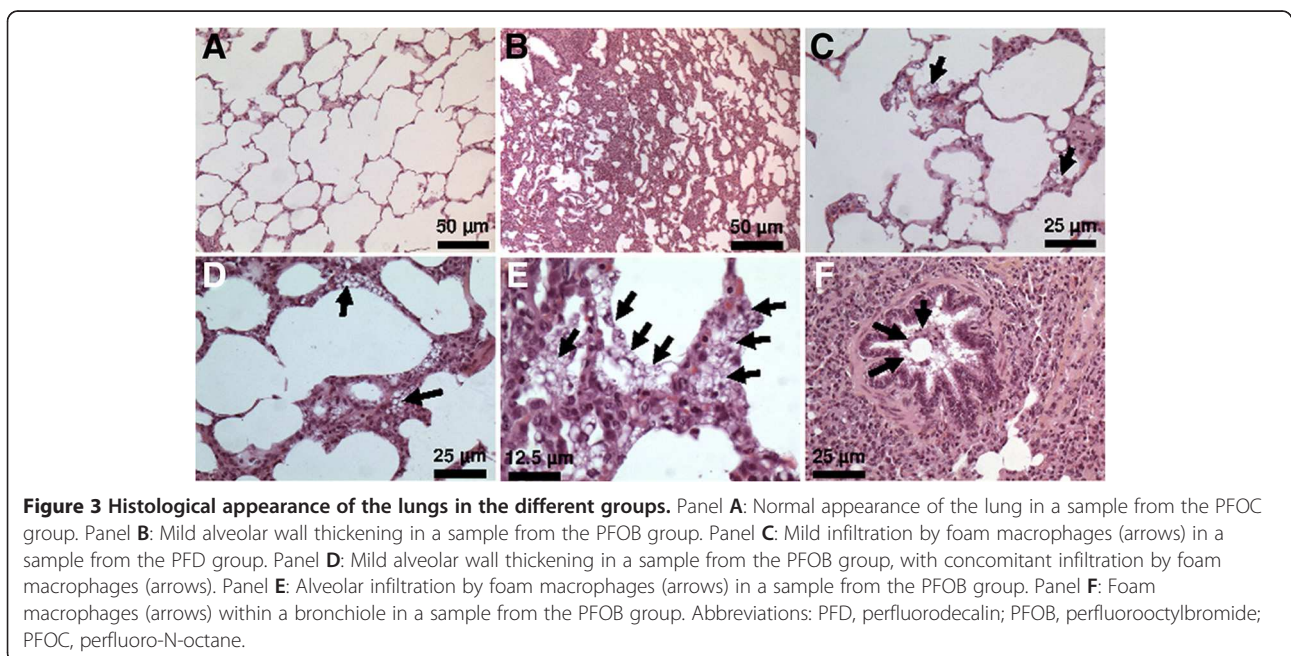 A
B
C
50 µm
50 µm
25 µm
D
E
F
25 µm
12.5 µm
25 µm
Figure 3 Histological appearance of the lungs in the different groups. Panel A: Normal appearance of the lung in a sample from the PFOC
group. Panel B: Mild alveolar wall thickening in a sample from the PFOB group. Panel C: Mild infiltration by foam macrophages (arrows) in a
sample from the PFD group. Panel D: Mild alveolar wall thickening in a sample from the PFOB group, with concomitant infiltration by foam
macrophages (arrows). Panel E: Alveolar infiltration by foam macrophages (arrows) in a sample from the PFOB group. Panel F: Foam
macrophages (arrows) within a bronchiole in a sample from the PFOB group. Abbreviations: PFD, perfluorodecalin; PFOB, perfluorooctylbromide;
PFOC, perfluoro-N-octane.